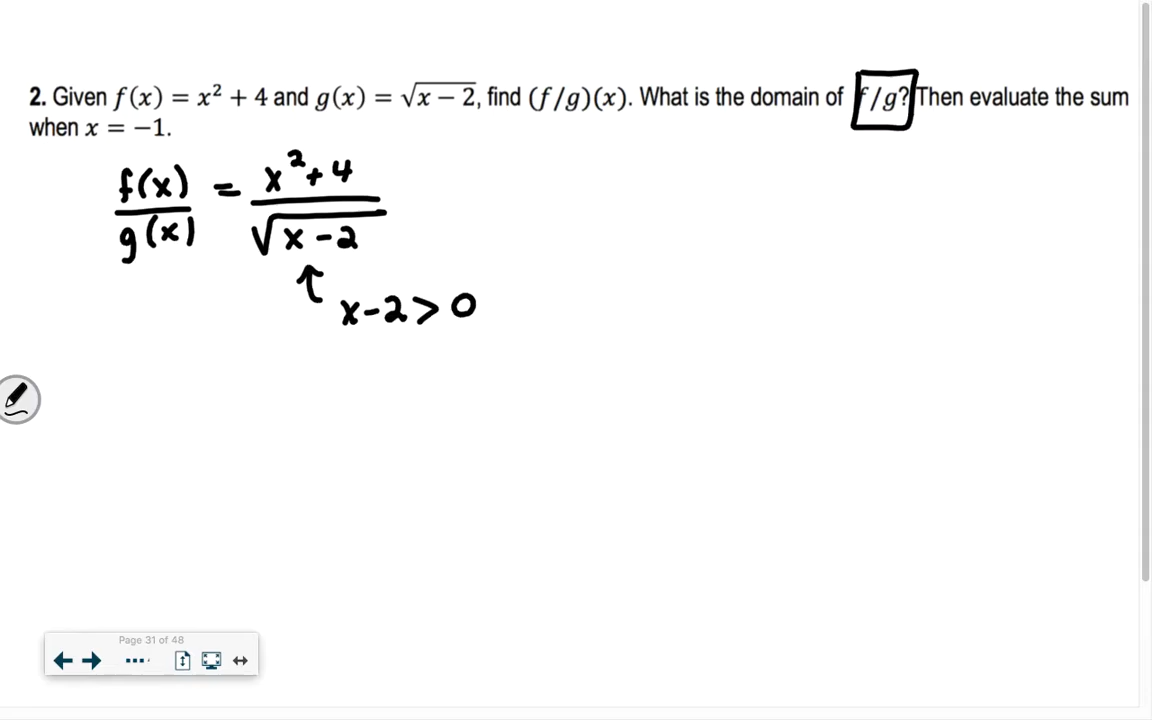 2. Given f(x) = x² + 4 and g(x) = √(x − 2), find (f/g)(x). What is the domain of f/g? Then evaluate the sum
when x = −1.
f(x) / g(x) = x² + 4 / √(x − 2)
↑ x − 2 > 0
Page 31 of 48